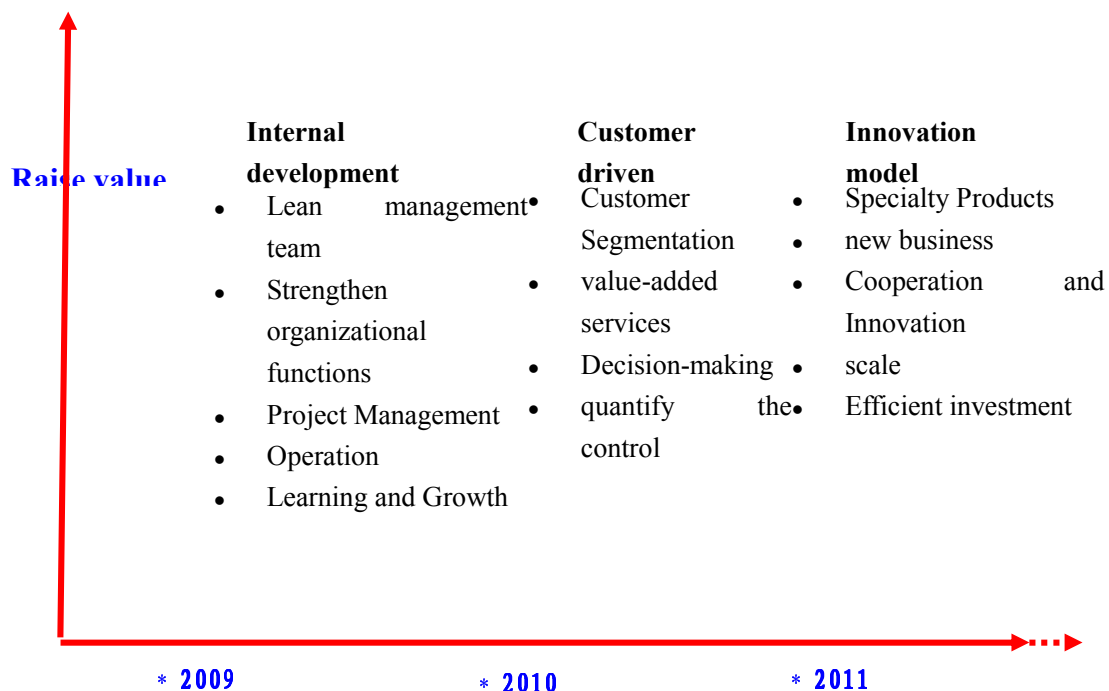 Raise value
Internal
development
• Lean management
team
• Strengthen
organizational
functions
• Project Management
• Operation
• Learning and Growth
Customer
driven
• Customer
Segmentation
• value-added
services
• Decision-making
• quantify the
control
Innovation
model
• Specialty Products
• new business
• Cooperation and
Innovation
• scale
• Efficient investment
* 2009
* 2010
* 2011